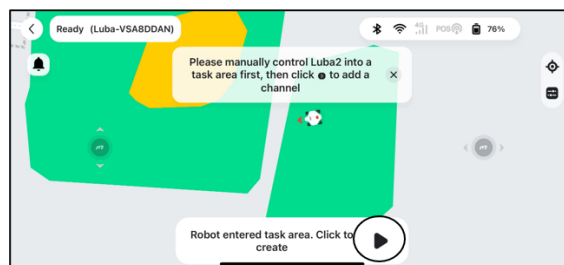 Ready (Luba-VSA8DDAN)
4G
POS
76%
Please manually control Luba2 into a
task area first, then click to add a
channel
Robot entered task area. Click to
create